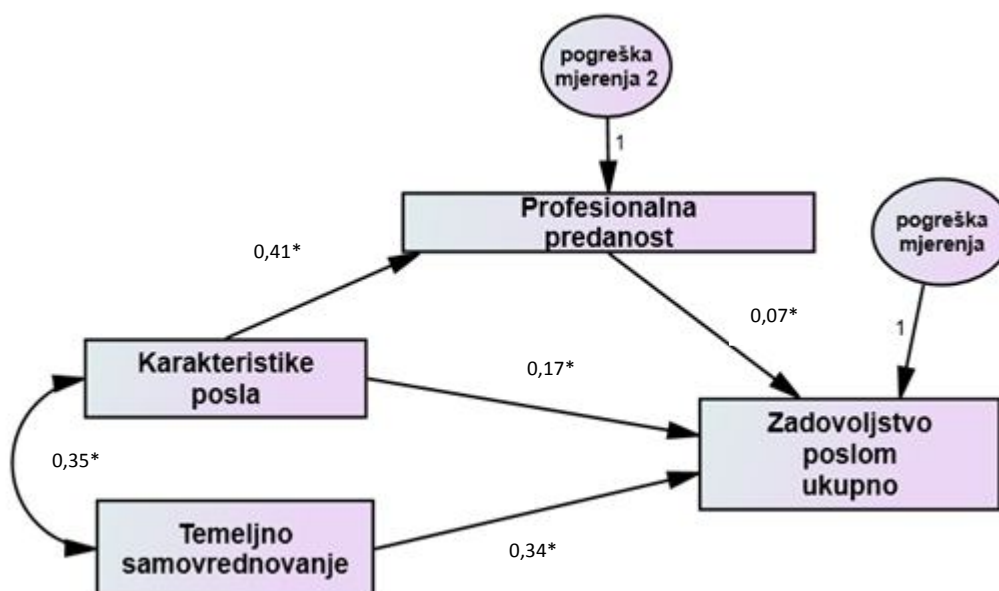 pogreška
mjerenja 2
1
Profesionalna
predanost
pogreška
mjerenja
0,41*
0,07*
1
Karakteristike
posla
0,17*
Zadovoljstvo
poslom
ukupno
0,35*
Temeljno
samovrednovanje
0,34*